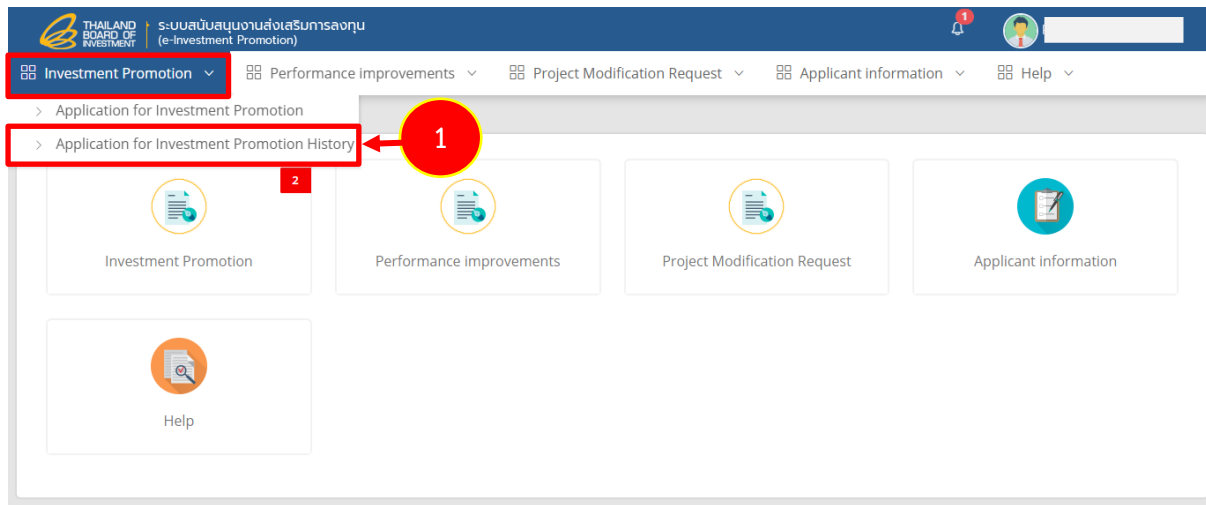 THAILAND
BOARD OF
INVESTMENT
ระบบสนับสนุนงานส่งเสริมการลงทุน
(e-Investment Promotion)
1
Investment Promotion
Performance improvements
Project Modification Request
Applicant information
Help
Application for Investment Promotion
Application for Investment Promotion History
1
2
Investment Promotion
Performance improvements
Project Modification Request
Applicant information
Help